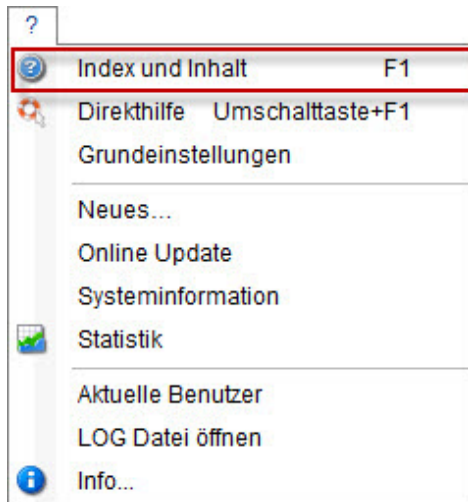 ?
Index und Inhalt F1
Direkthilfe Umschalttaste+F1
Grundeinstellungen
Neues...
Online Update
Systeminformation
Statistik
Aktuelle Benutzer
LOG Datei öffnen
Info...